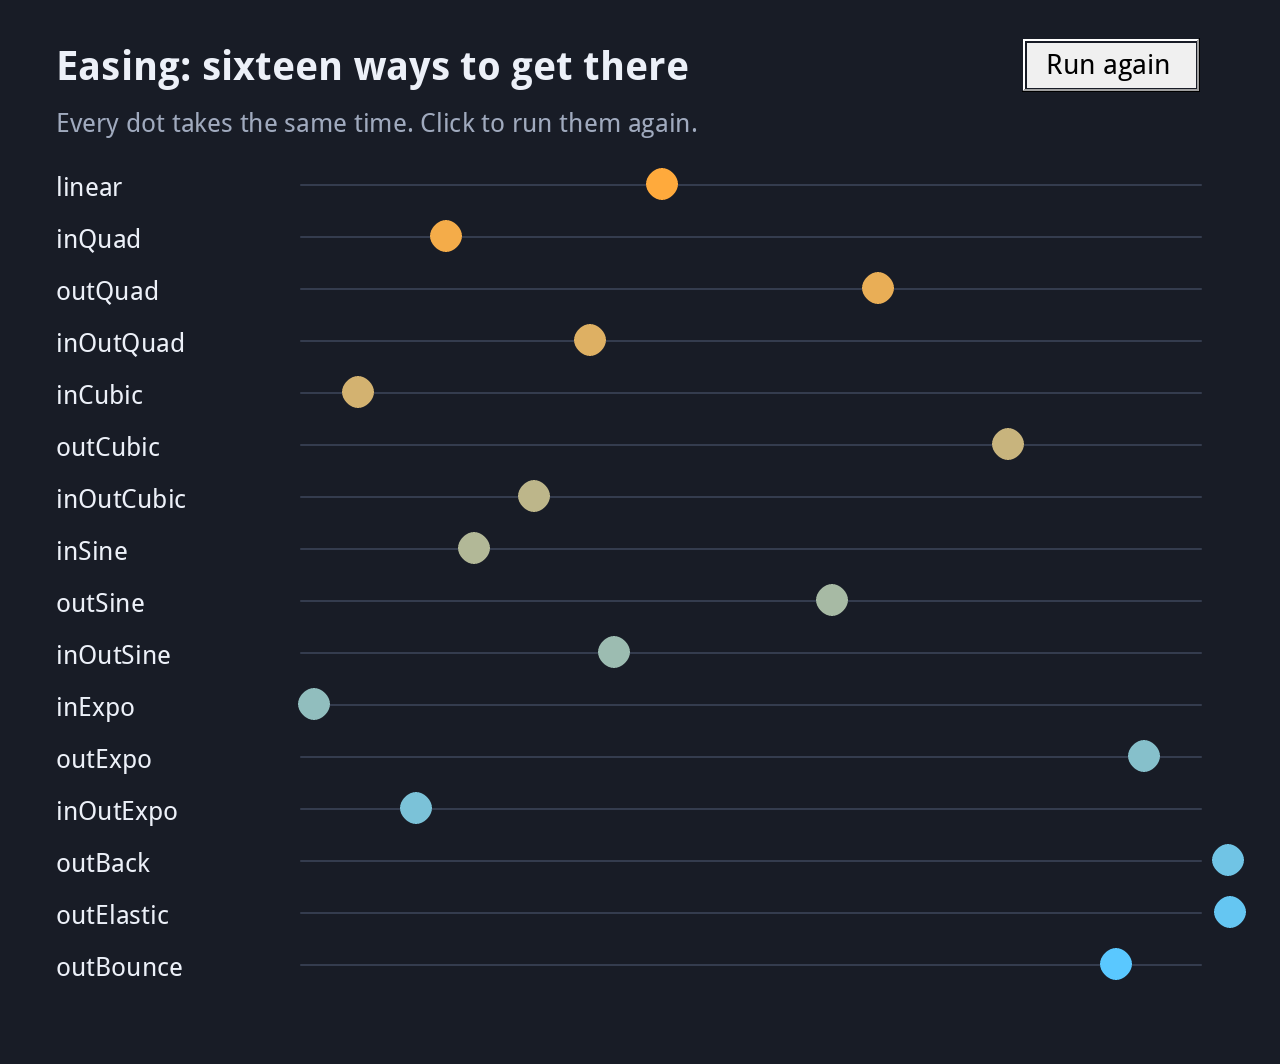 Easing: sixteen ways to get there
Run again
Every dot takes the same time. Click to run them again.
linear
inQuad
outQuad
inOutQuad
inCubic
outCubic
inOutCubic
inSine
outSine
inOutSine
inExpo
outExpo
inOutExpo
outBack
outElastic
outBounce